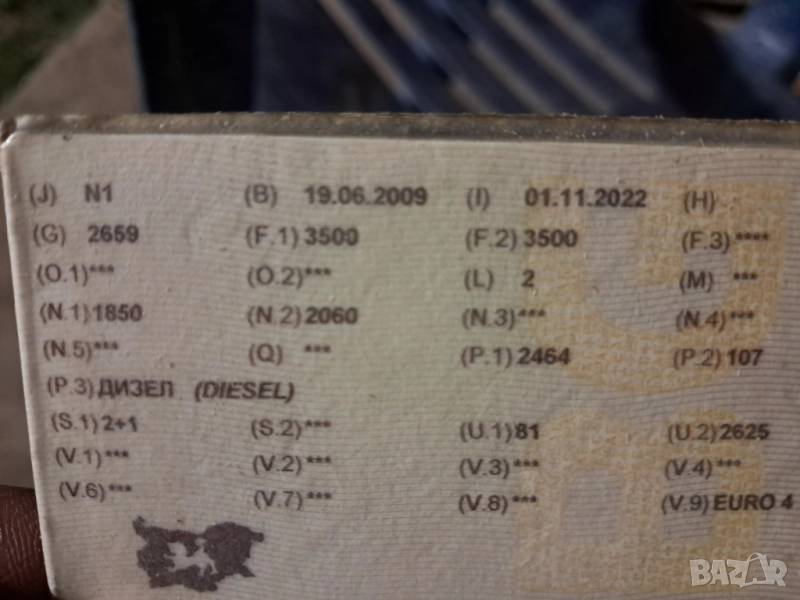 (J) N1 (B) 19.06.2009 (I) 01.11.2022 (H)
(G) 2659 (F.1) 3500 (F.2) 3500 (F.3) ****
(O.1) *** (O.2) *** (L) 2 (M) ***
(N.1) 1850 (N.2) 2060 (N.3) *** (N.4) ***
(N.5) *** (Q) *** (P.1) 2464 (P.2) 107
(P.3) ДИЗЕЛ (DIESEL)
(S.1) 2+1 (S.2) *** (U.1) 81 (U.2) 2625
(V.1) *** (V.2) *** (V.3) *** (V.4) ***
(V.6) *** (V.7) *** (V.8) *** (V.9) EURO 4
BG
BAZAR